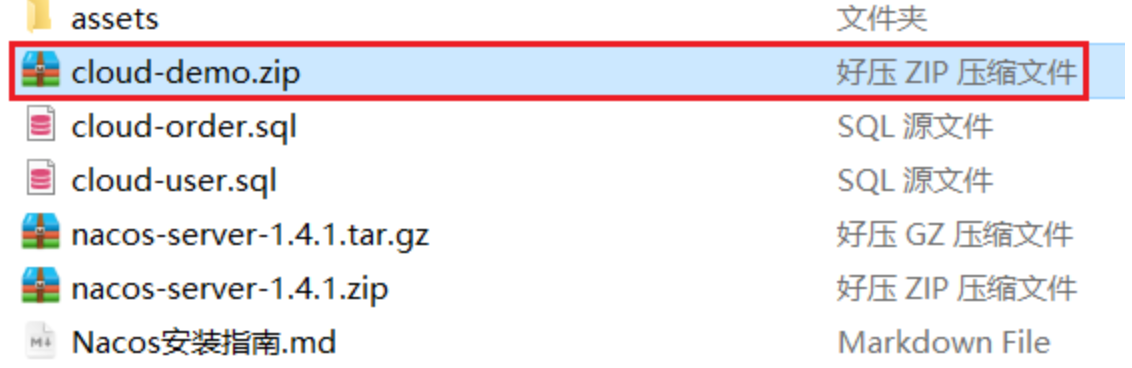 assets 文件夹
cloud-demo.zip 好压 ZIP 压缩文件
cloud-order.sql SQL 源文件
cloud-user.sql SQL 源文件
nacos-server-1.4.1.tar.gz 好压 GZ 压缩文件
nacos-server-1.4.1.zip 好压 ZIP 压缩文件
M↓ Nacos安装指南.md Markdown File